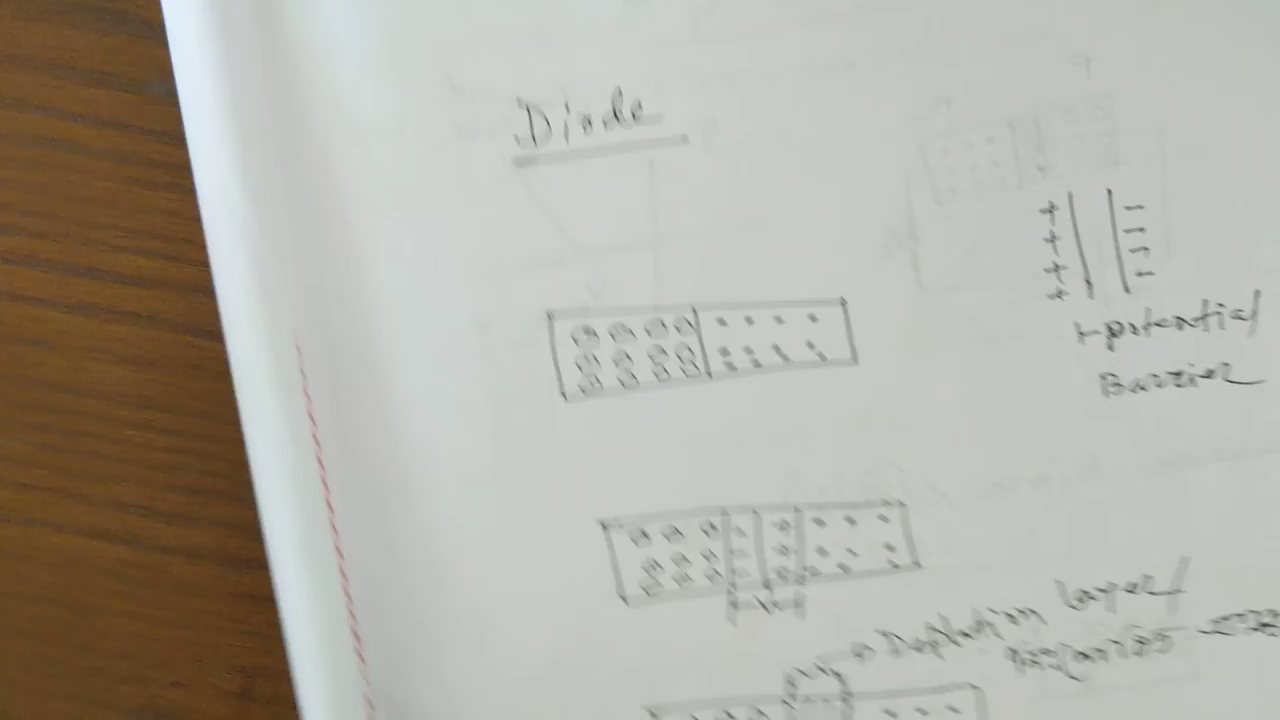 Diode
+ -
+ -
+ -
+ -
potential
Barrier
Depletion layer/